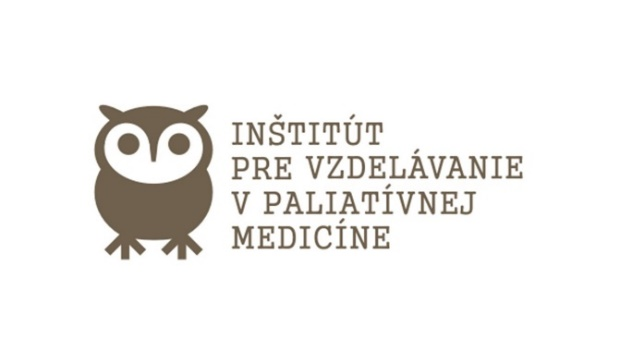 INŠTITÚT
PRE VZDELÁVANIE
V PALIATÍVNEJ
MEDICÍNE